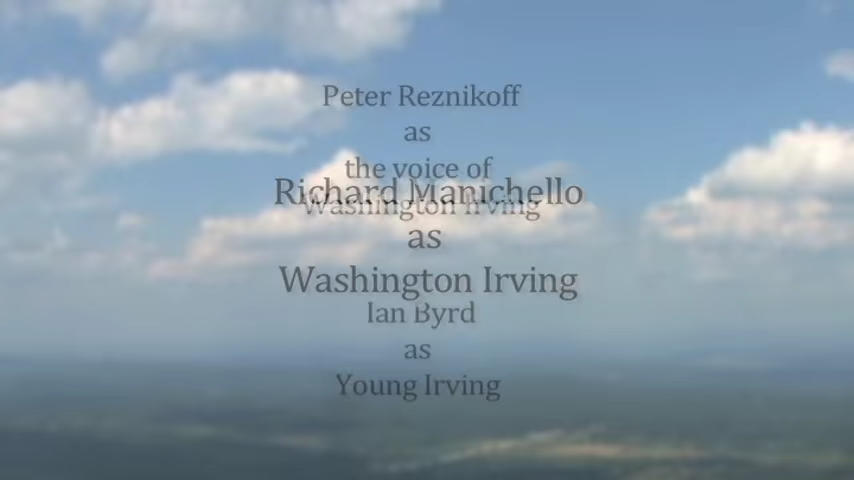 Peter Reznikoff
as
the voice of
Richard Manichello
Washington Irving
as
Washington Irving
Ian Byrd
as
Young Irving